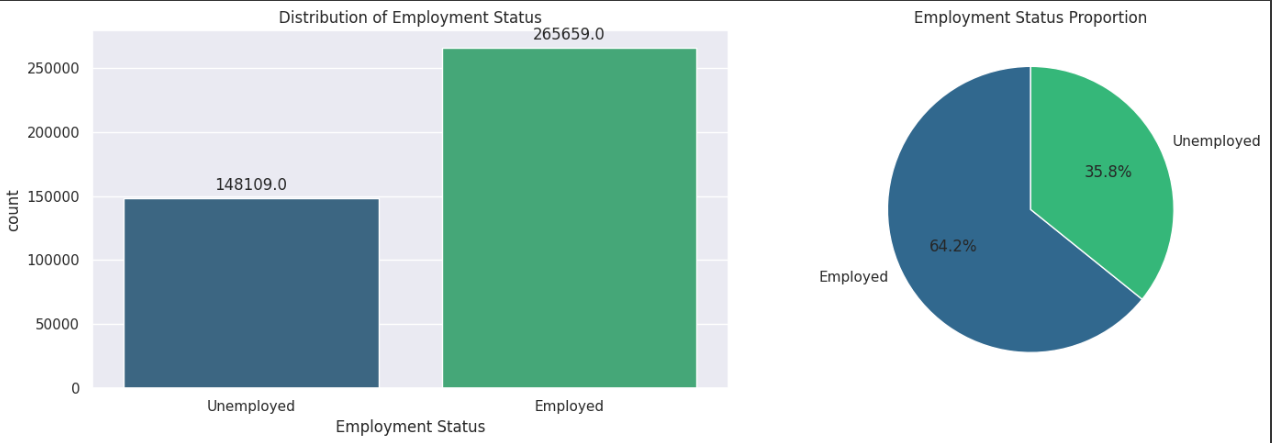 Distribution of Employment Status
265659.0
250000
200000
148109.0
150000
100000
50000
0
count
Unemployed
Employed
Employment Status
Employment Status Proportion
Unemployed
35.8%
64.2%
Employed